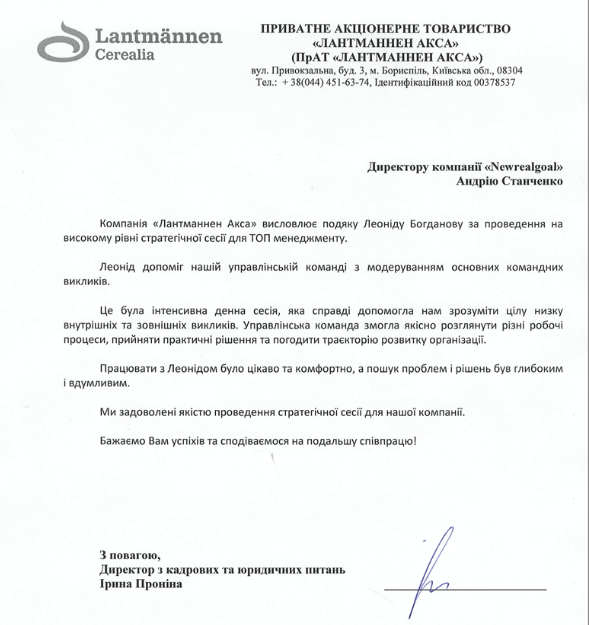 Lantmännen
Cerealia
ПРИВАТНЕ АКЦІОНЕРНЕ ТОВАРИСТВО
«ЛАНТМАННЕН АКСА»
(ПрАТ «ЛАНТМАННЕН АКСА»)
вул. Привокзальна, буд. 3, м. Бориспіль, Київська обл., 08304
Тел.: + 38(044) 451-63-74, Ідентифікаційний код 00378537
Директору компанії «Newrealgoal»
Андрію Станченко
Компанія «Лантманнен Акса» висловлює подяку Леоніду Богданову за проведення на
високому рівні стратегічної сесії для ТОП менеджменту.
Леонід допоміг нашій управлінській команді з модеруванням основних командних
викликів.
Це була інтенсивна денна сесія, яка справді допомогла нам зрозуміти цілу низку
внутрішніх та зовнішніх викликів. Управлінська команда змогла якісно розглянути різні робочі
процеси, прийняти практичні рішення та погодити траєкторію розвитку організації.
Працювати з Леонідом було цікаво та комфортно, а пошук проблем і рішень був глибоким
і вдумливим.
Ми задоволені якістю проведення стратегічної сесії для нашої компанії.
Бажаємо Вам успіхів та сподіваємося на подальшу співпрацю!
З повагою,
Директор з кадрових та юридичних питань
Ірина Проніна